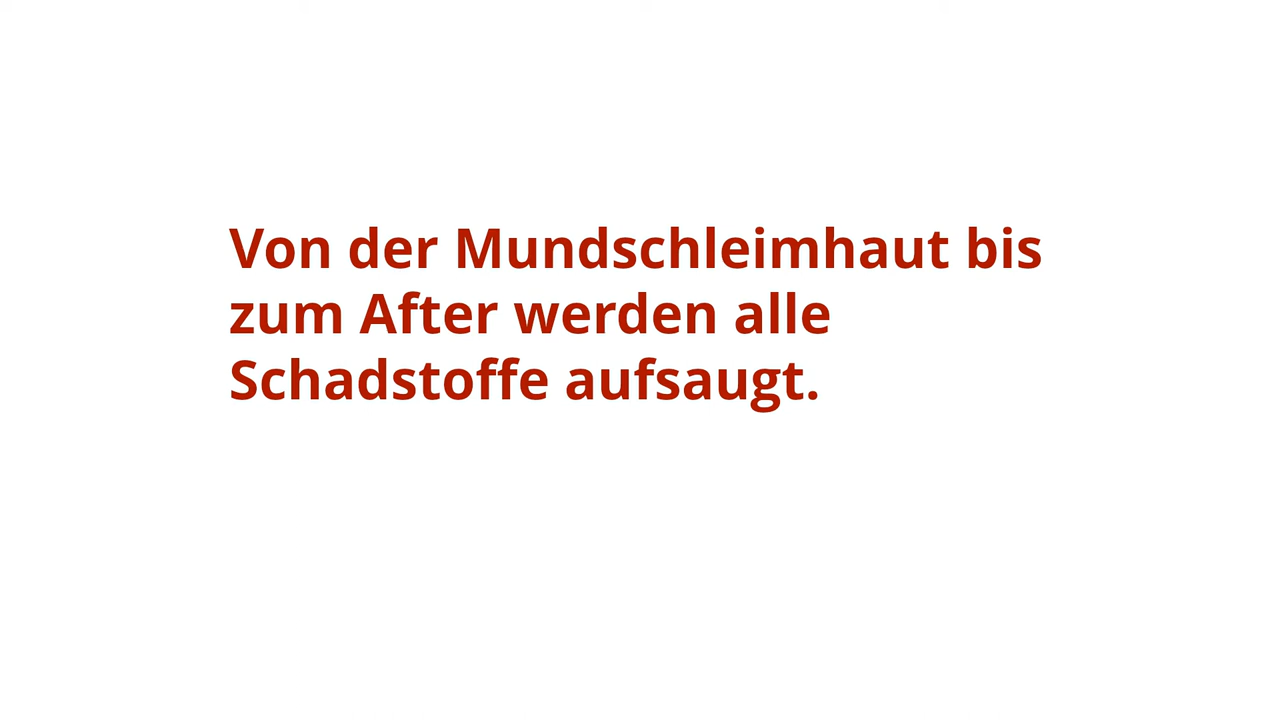 Von der Mundschleimhaut bis
zum After werden alle
Schadstoffe aufsaugt.